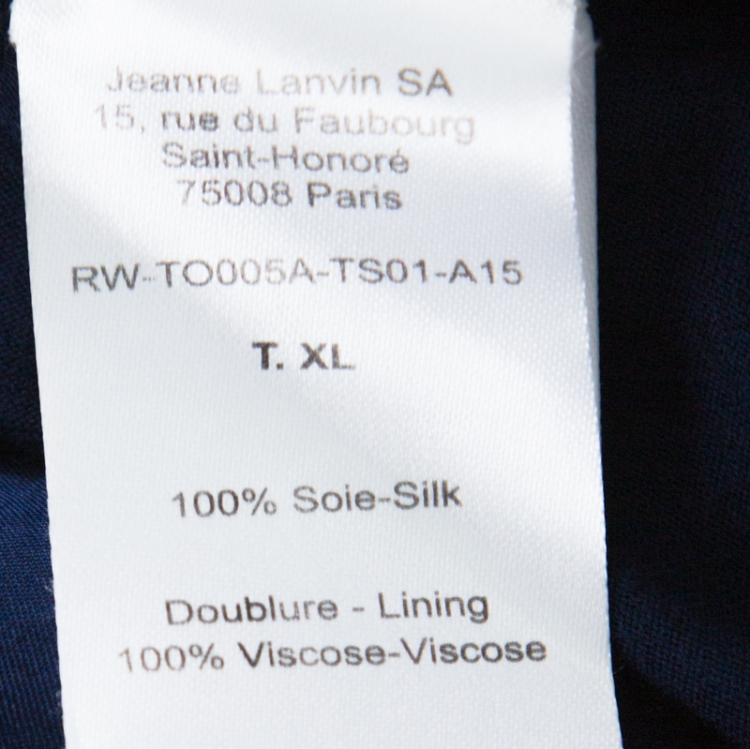 Jeanne Lanvin SA
15, rue du Faubourg
Saint-Honoré
75008 Paris
RW-TO005A-TS01-A15
T. XL
100% Soie-Silk
Doublure - Lining
100% Viscose-Viscose